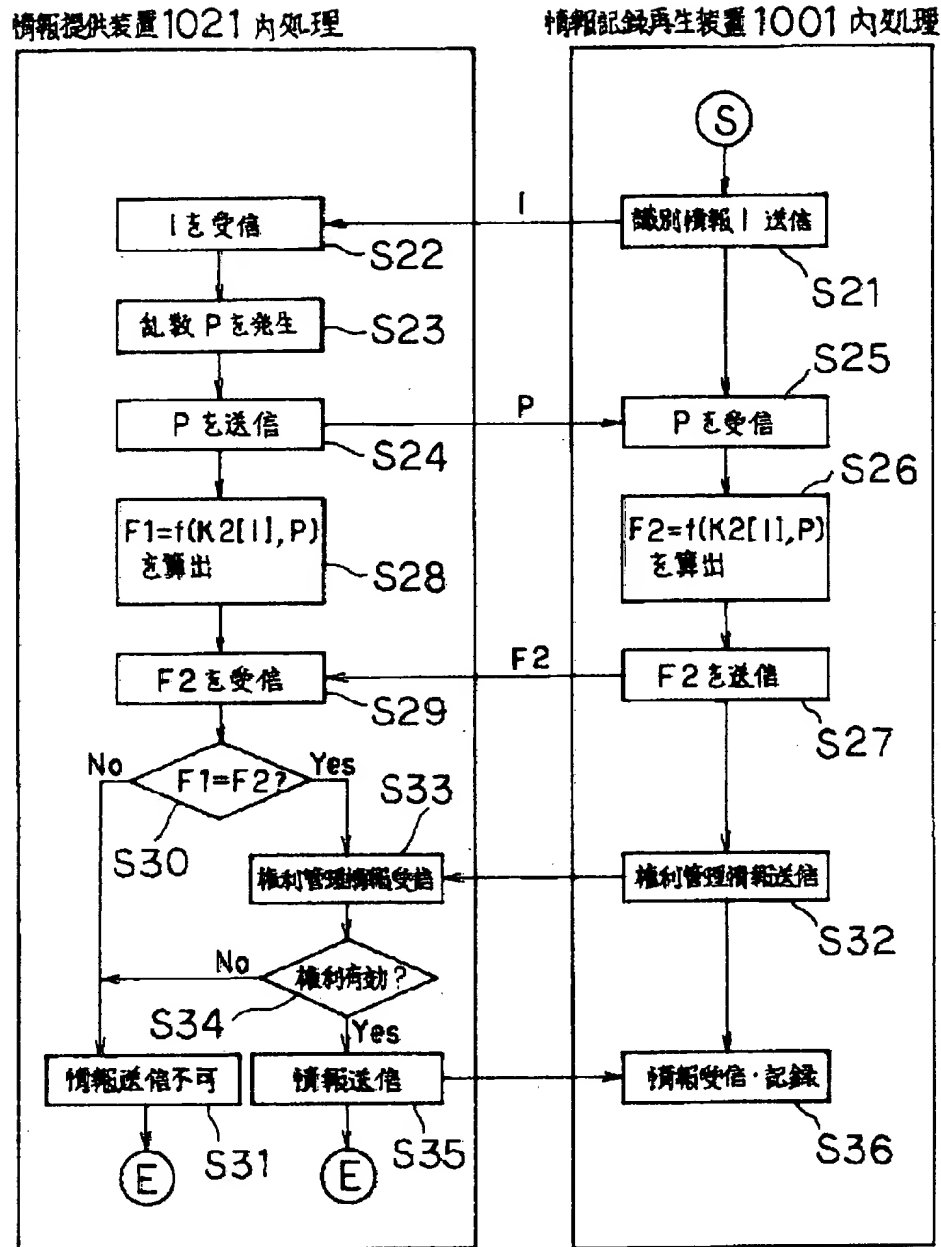 情報提供装置1021内処理
情報記録再生装置1001内処理
S
識別情報I送信
S21
I
Iを受信
S22
乱数Pを発生
S23
Pを送信
S24
P
S25
Pを受信
S26
F1=f(K2[I],P)
を算出
S28
F2=f(K2[I],P)
を算出
F2を受信
S29
F2
F2を送信
S27
No
F1=F2?
Yes
S30
S33
権利管理情報受信
権利管理情報送信
S32
No
権利有効?
S34
Yes
情報送信不可
S31
情報送信
S35
情報受信・記録
S36
E
E